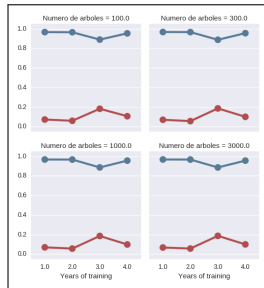 Numero de arboles = 100.0
Numero de arboles = 300.0
1.0
0.8
0.6
0.4
0.2
0.0
Numero de arboles = 1000.0
Numero de arboles = 3000.0
1.0
0.8
0.6
0.4
0.2
0.0
1.0 2.0 3.0 4.0
1.0 2.0 3.0 4.0
Years of training
Years of training